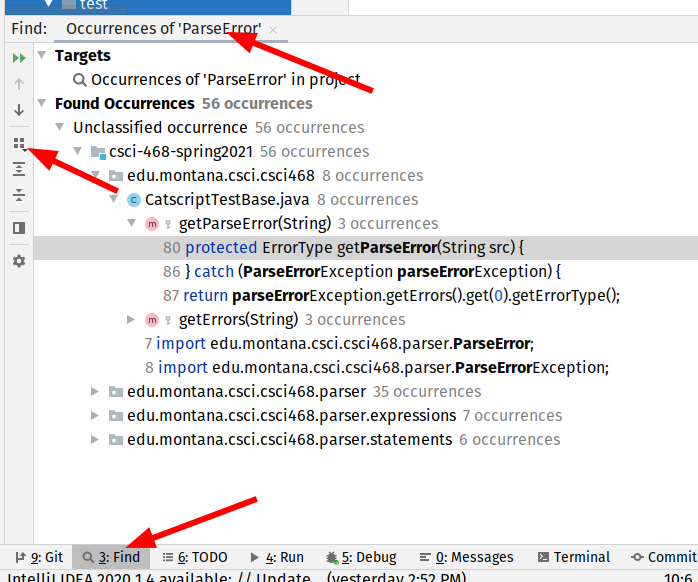 test
Find: Occurrences of 'ParseError' ×
Targets
Occurrences of 'ParseError' in project
Found Occurrences 56 occurrences
Unclassified occurrence 56 occurrences
csci-468-spring2021 56 occurrences
edu.montana.csci.csci468 8 occurrences
C CatscriptTestBase.java 8 occurrences
m getParseError(String) 3 occurrences
80 protected ErrorType getParseError(String src) {
86 } catch (ParseErrorException parseErrorException) {
87 return parseErrorException.getErrors().get(0).getErrorType();
m getErrors(String) 3 occurrences
7 import edu.montana.csci.csci468.parser.ParseError;
8 import edu.montana.csci.csci468.parser.ParseErrorException;
edu.montana.csci.csci468.parser 35 occurrences
edu.montana.csci.csci468.parser.expressions 7 occurrences
edu.montana.csci.csci468.parser.statements 6 occurrences
9: Git 3: Find 6: TODO 4: Run 5: Debug 0: Messages Terminal Commit
IntelliJ IDEA 2020.1.4 available: // Update... (yesterday 2:52 PM) 10:6